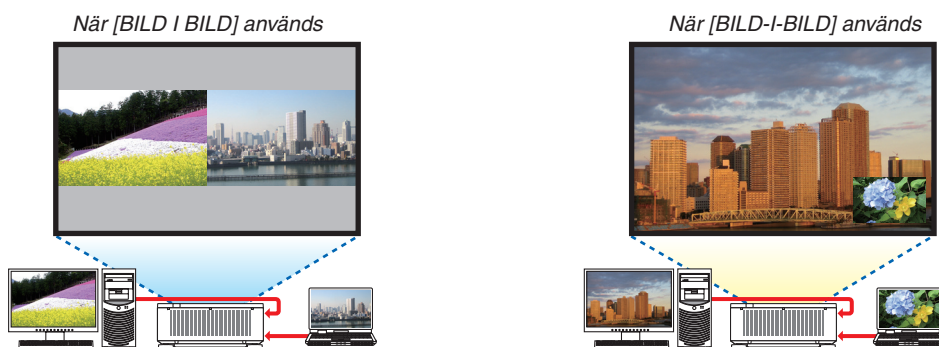 När [BILD I BILD] används
När [BILD-I-BILD] används